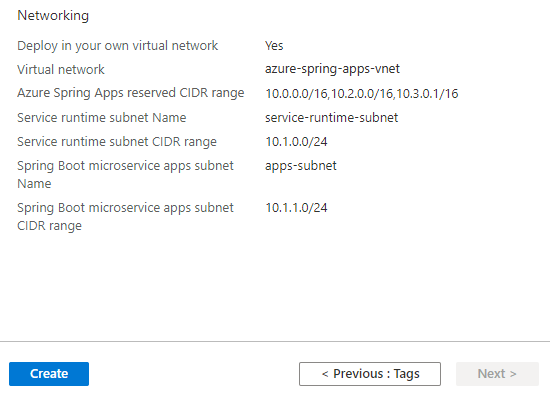 Networking
Deploy in your own virtual network Yes
Virtual network azure-spring-apps-vnet
Azure Spring Apps reserved CIDR range 10.0.0.0/16,10.2.0.0/16,10.3.0.1/16
Service runtime subnet Name service-runtime-subnet
Service runtime subnet CIDR range 10.1.0.0/24
Spring Boot microservice apps subnet apps-subnet
Name
Spring Boot microservice apps subnet 10.1.1.0/24
CIDR range
Create < Previous : Tags Next >